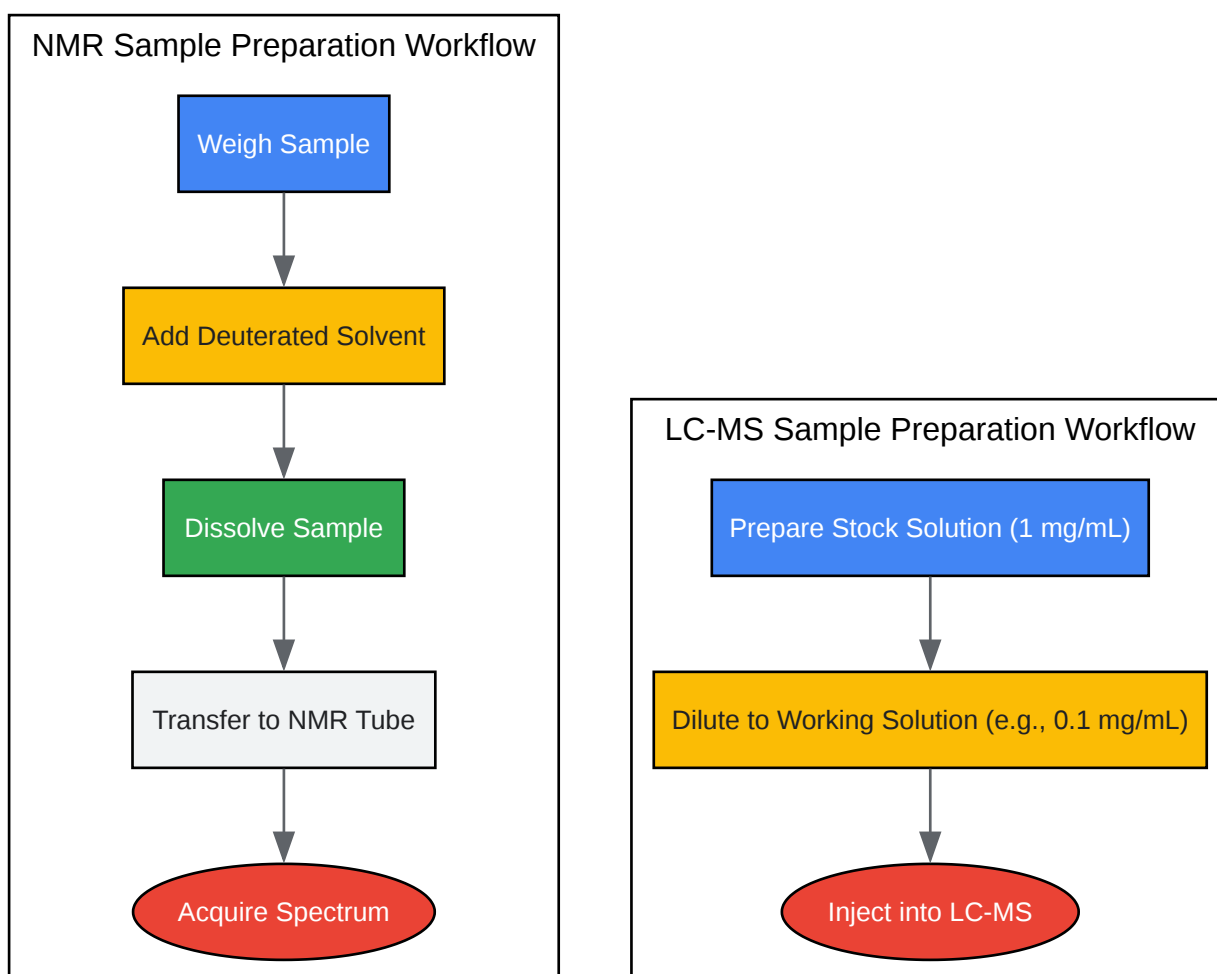 NMR Sample Preparation Workflow
Weigh Sample
Add Deuterated Solvent
Dissolve Sample
Transfer to NMR Tube
Acquire Spectrum
LC-MS Sample Preparation Workflow
Prepare Stock Solution (1 mg/mL)
Dilute to Working Solution (e.g., 0.1 mg/mL)
Inject into LC-MS